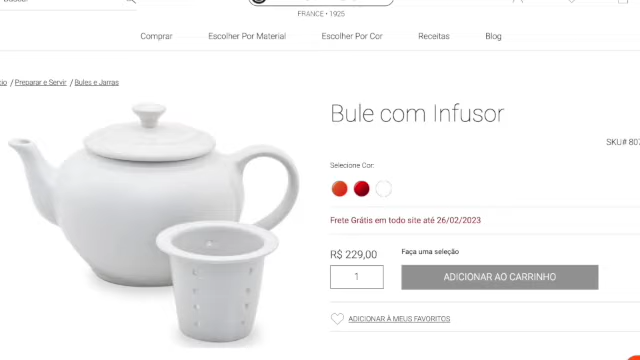 FRANCE • 1925
Comprar
Escolher Por Material
Escolher Por Cor
Receitas
Blog
/ Preparar e Servir / Bules e Jarras
Bule com Infusor
SKU# 807
Selecione Cor:
Frete Grátis em todo site até 26/02/2023
R$ 229,00
Faça uma seleção
1
ADICIONAR AO CARRINHO
ADICIONAR À MEUS FAVORITOS